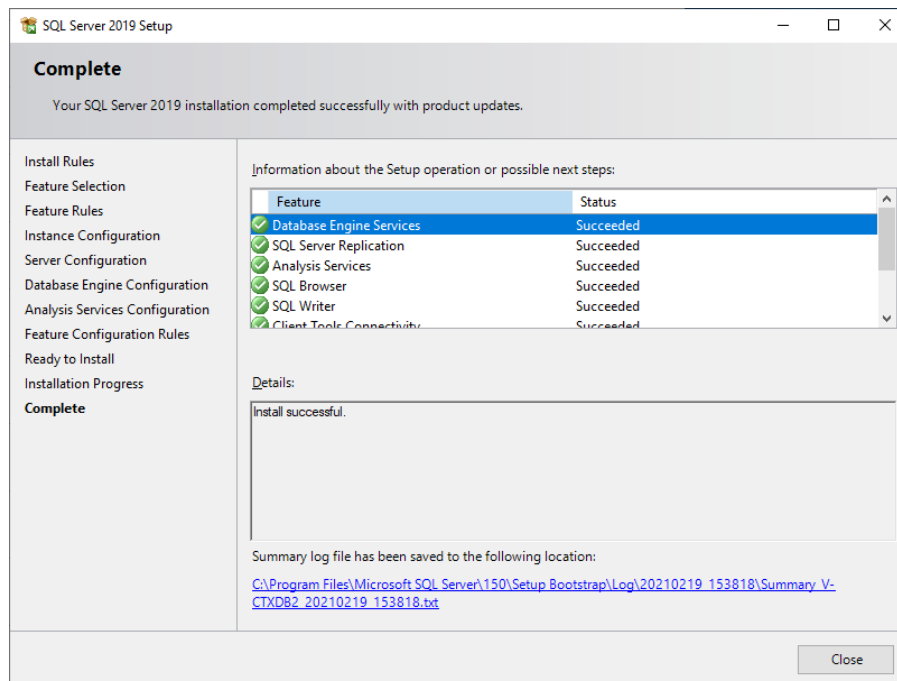 SQL Server 2019 Setup
Complete
Your SQL Server 2019 installation completed successfully with product updates.
Install Rules
Feature Selection
Feature Rules
Instance Configuration
Server Configuration
Database Engine Configuration
Analysis Services Configuration
Feature Configuration Rules
Ready to Install
Installation Progress
Complete
Information about the Setup operation or possible next steps:
Feature Status
Database Engine Services Succeeded
SQL Server Replication Succeeded
Analysis Services Succeeded
SQL Browser Succeeded
SQL Writer Succeeded
Client Tools Connectivity Succeeded
Details:
Install successful.
Summary log file has been saved to the following location:
C:\Program Files\Microsoft SQL Server\150\Setup Bootstrap\Log\20210219_153818\Summary_V-
CTXDB2_20210219_153818.txt
Close